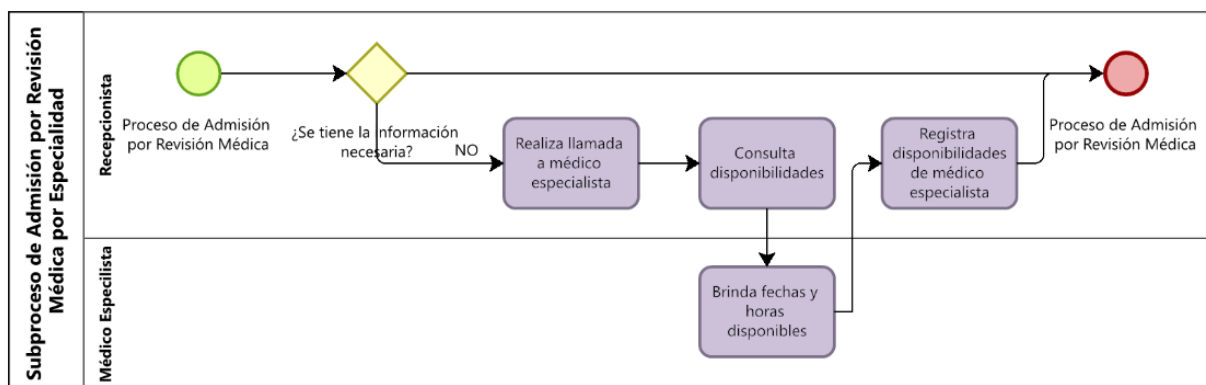 Subproceso de Admisión por Revisión
Médica por Especialidad
Recepcionista
Proceso de Admisión
por Revisión Médica
¿Se tiene la información
necesaria?
NO
Realiza llamada
a médico
especialista
Consulta
disponibilidades
Registra
disponibilidades
de médico
especialista
Proceso de Admisión
por Revisión Médica
Médico Especilista
Brinda fechas y
horas
disponibles